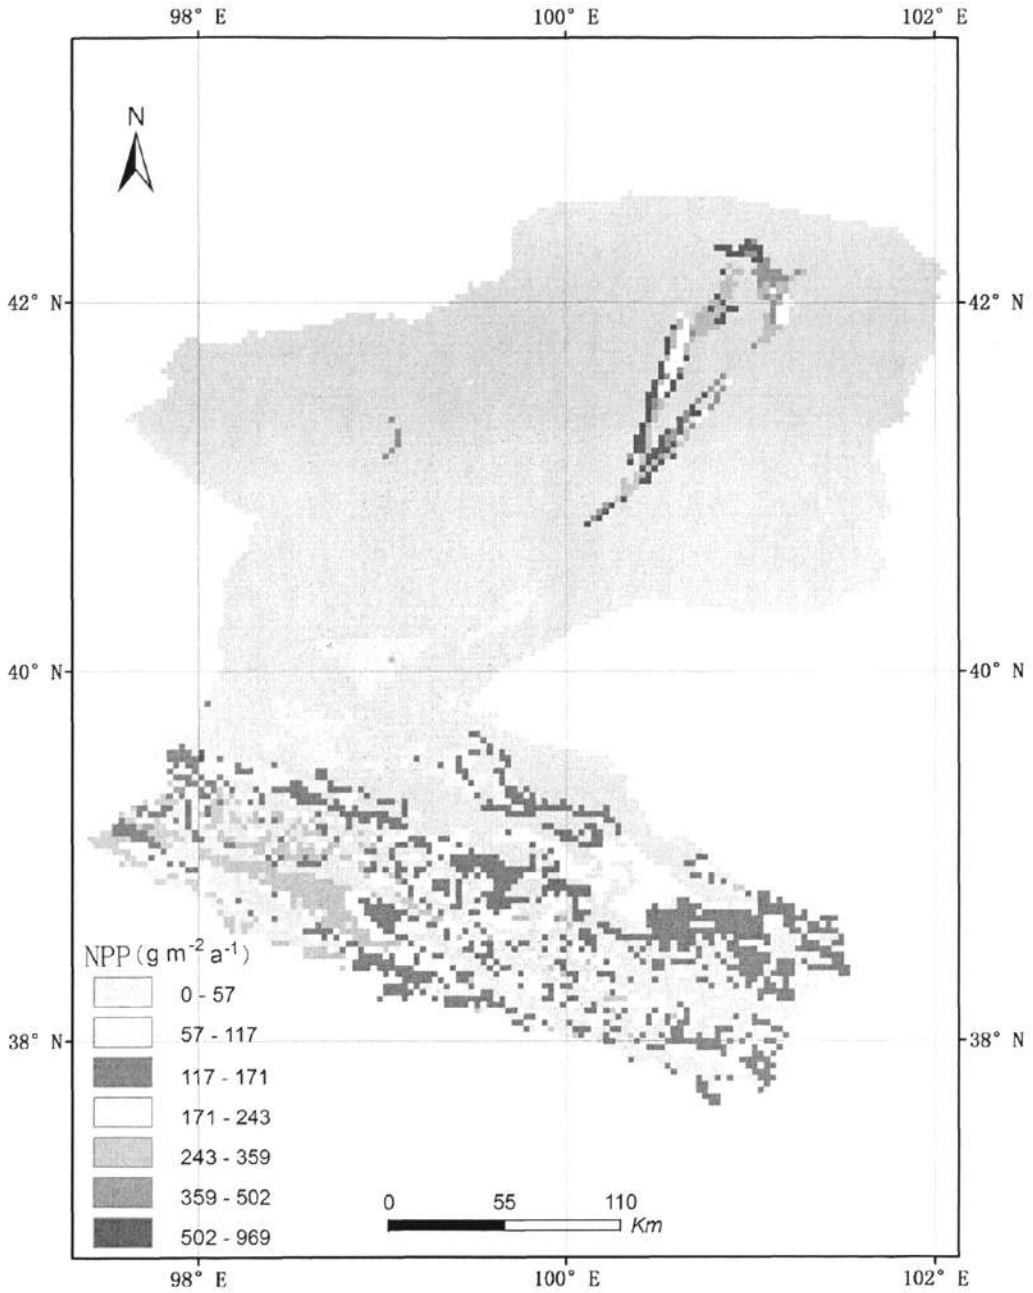 98° E 100° E 102° E
N
42° N 42° N
40° N 40° N
NPP (g m⁻² a⁻¹)
0 - 57
57 - 117
38° N 38° N
117 - 171
171 - 243
243 - 359
359 - 502
502 - 969
0 55 110
Km
98° E 100° E 102° E